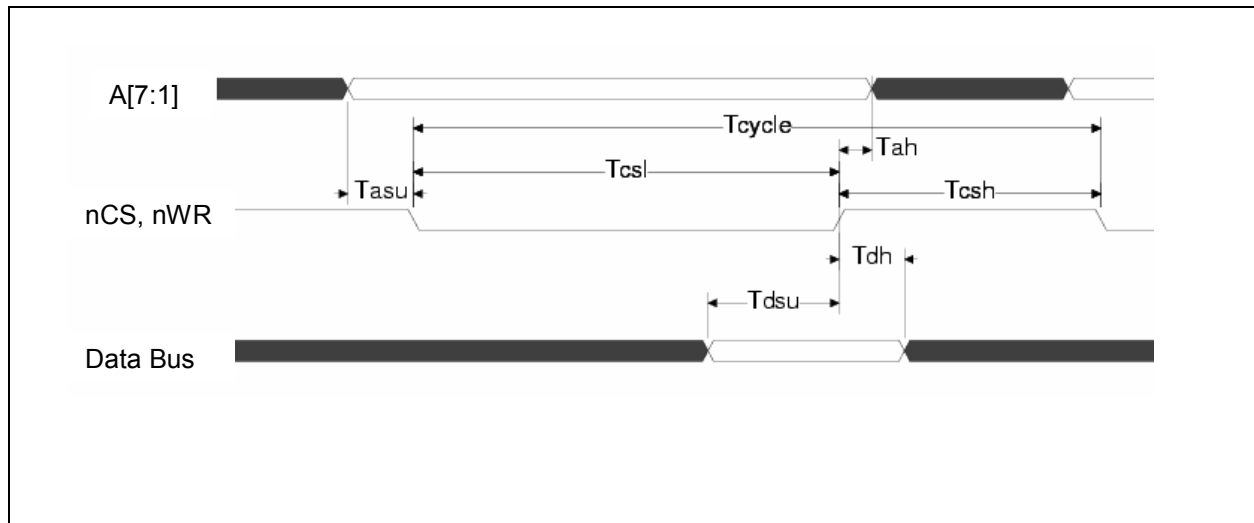 A[7:1]
Tcycle
Tah
Tcsl
Tasu
Tcsh
nCS, nWR
Tdh
Tdsu
Data Bus